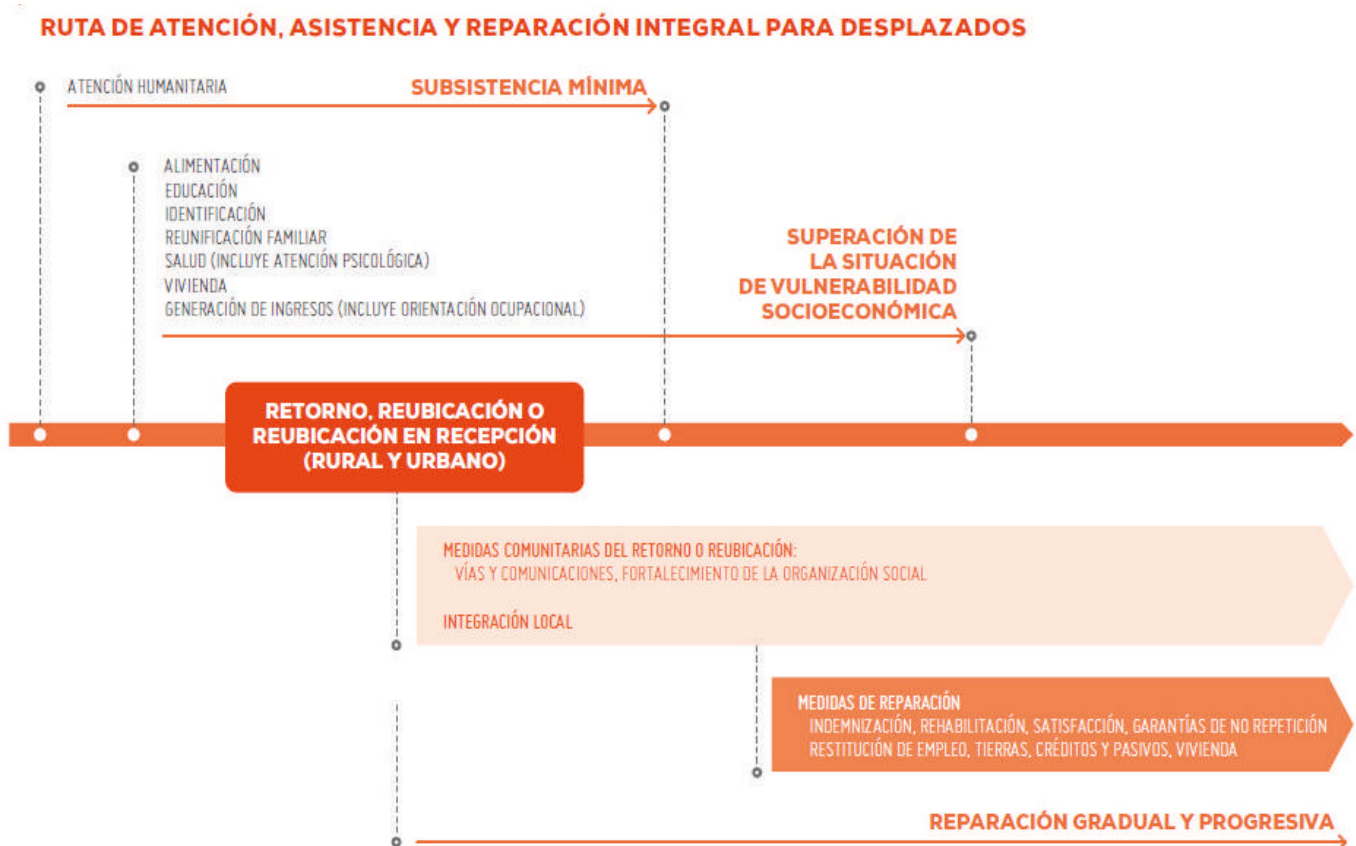 RUTA DE ATENCIÓN, ASISTENCIA Y REPARACIÓN INTEGRAL PARA DESPLAZADOS
ATENCIÓN HUMANITARIA
SUBSISTENCIA MÍNIMA
ALIMENTACIÓN
EDUCACIÓN
IDENTIFICACIÓN
REUNIFICACIÓN FAMILIAR
SALUD (INCLUYE ATENCIÓN PSICOLÓGICA)
VIVIENDA
GENERACIÓN DE INGRESOS (INCLUYE ORIENTACIÓN OCUPACIONAL)
SUPERACIÓN DE
LA SITUACIÓN
DE VULNERABILIDAD
SOCIOECONÓMICA
RETORNO, REUBICACIÓN O
REUBICACIÓN EN RECEPCIÓN
(RURAL Y URBANO)
MEDIDAS COMUNITARIAS DEL RETORNO O REUBICACIÓN:
VÍAS Y COMUNICACIONES, FORTALECIMIENTO DE LA ORGANIZACIÓN SOCIAL
INTEGRACIÓN LOCAL
MEDIDAS DE REPARACIÓN
INDEMNIZACIÓN, REHABILITACIÓN, SATISFACCIÓN, GARANTÍAS DE NO REPETICIÓN
RESTITUCIÓN DE EMPLEO, TIERRAS, CRÉDITOS Y PASIVOS, VIVIENDA
REPARACIÓN GRADUAL Y PROGRESIVA